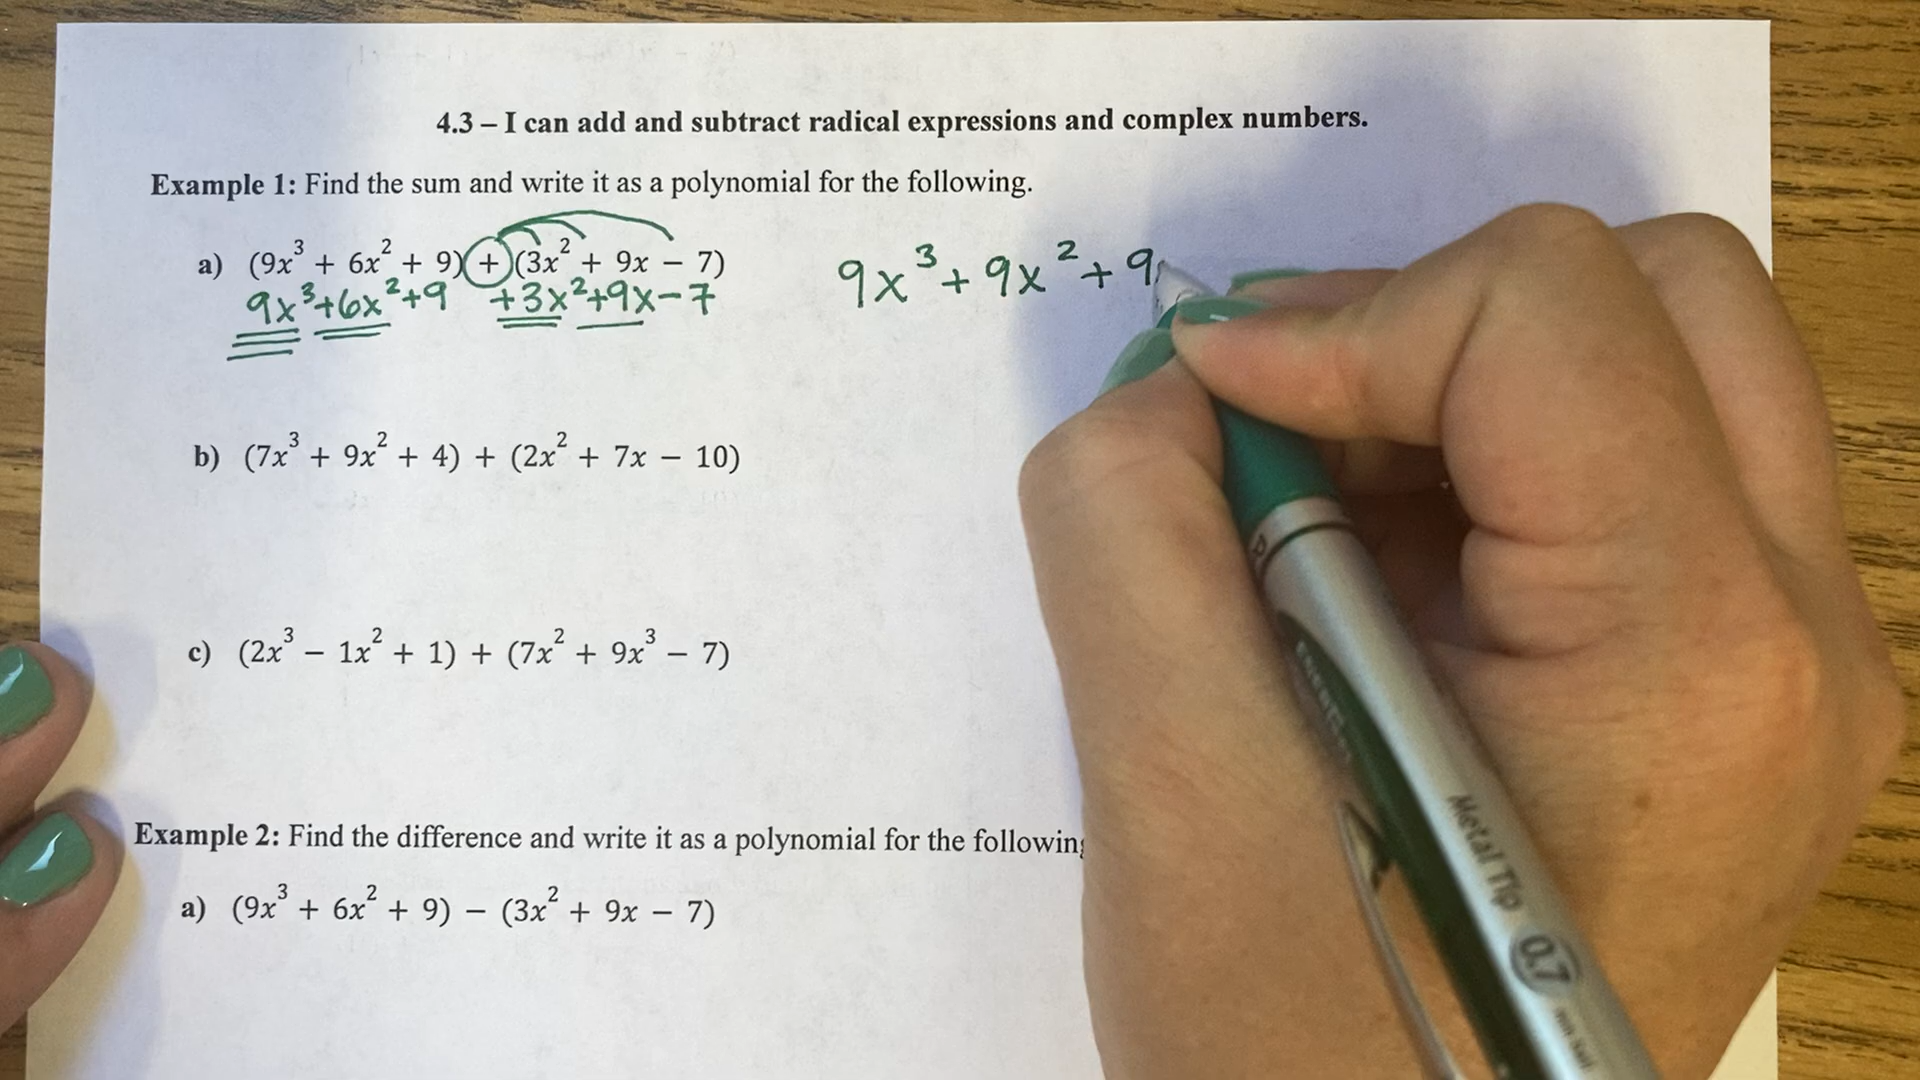 4.3 – I can add and subtract radical expressions and complex numbers.
Example 1: Find the sum and write it as a polynomial for the following.
a) (9x³ + 6x² + 9) + (3x² + 9x − 7)
9x³+6x²+9 +3x²+9x−7
9x³+9x²+9
b) (7x³ + 9x² + 4) + (2x² + 7x − 10)
c) (2x³ − 1x² + 1) + (7x² + 9x³ − 7)
Example 2: Find the difference and write it as a polynomial for the following
a) (9x³ + 6x² + 9) − (3x² + 9x − 7)
Metal Tip 0.7